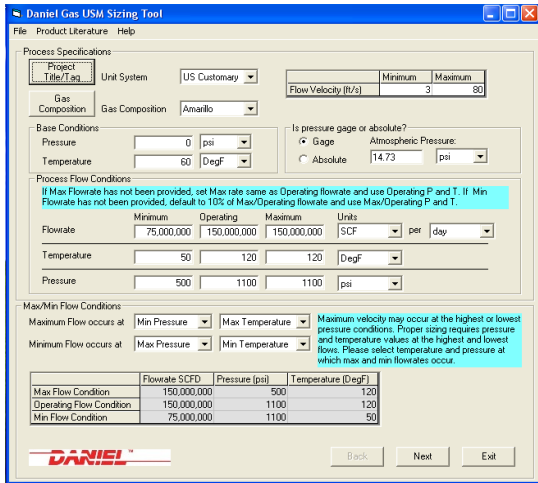 Daniel Gas USM Sizing Tool
File Product Literature Help
Process Specifications
Project Title/Tag
Unit System US Customary
Minimum Maximum
Flow Velocity (ft/s) 3 80
Gas Composition
Gas Composition Amarillo
Base Conditions
Pressure 0 psi
Temperature 60 DegF
Is pressure gage or absolute?
Gage
Absolute
Atmospheric Pressure:
14.73 psi
Process Flow Conditions
If Max Flowrate has not been provided, set Max rate same as Operating flowrate and use Operating P and T. If Min
Flowrate has not been provided, default to 10% of Max/Operating flowrate and use Max/Operating P and T.
Minimum Operating Maximum Units
Flowrate 75,000,000 150,000,000 150,000,000 SCF per day
Temperature 50 120 120 DegF
Pressure 500 1100 1100 psi
Max/Min Flow Conditions
Maximum Flow occurs at Min Pressure Max Temperature
Minimum Flow occurs at Max Pressure Min Temperature
Maximum velocity may occur at the highest or lowest
pressure conditions. Proper sizing requires pressure
and temperature values at the highest and lowest
flows. Please select temperature and pressure at
which max and min flowrates occur.
Flowrate SCFD Pressure (psi) Temperature (DegF)
Max Flow Condition 150,000,000 500 120
Operating Flow Condition 150,000,000 1100 120
Min Flow Condition 75,000,000 1100 50
DANIEL™
Back Next Exit